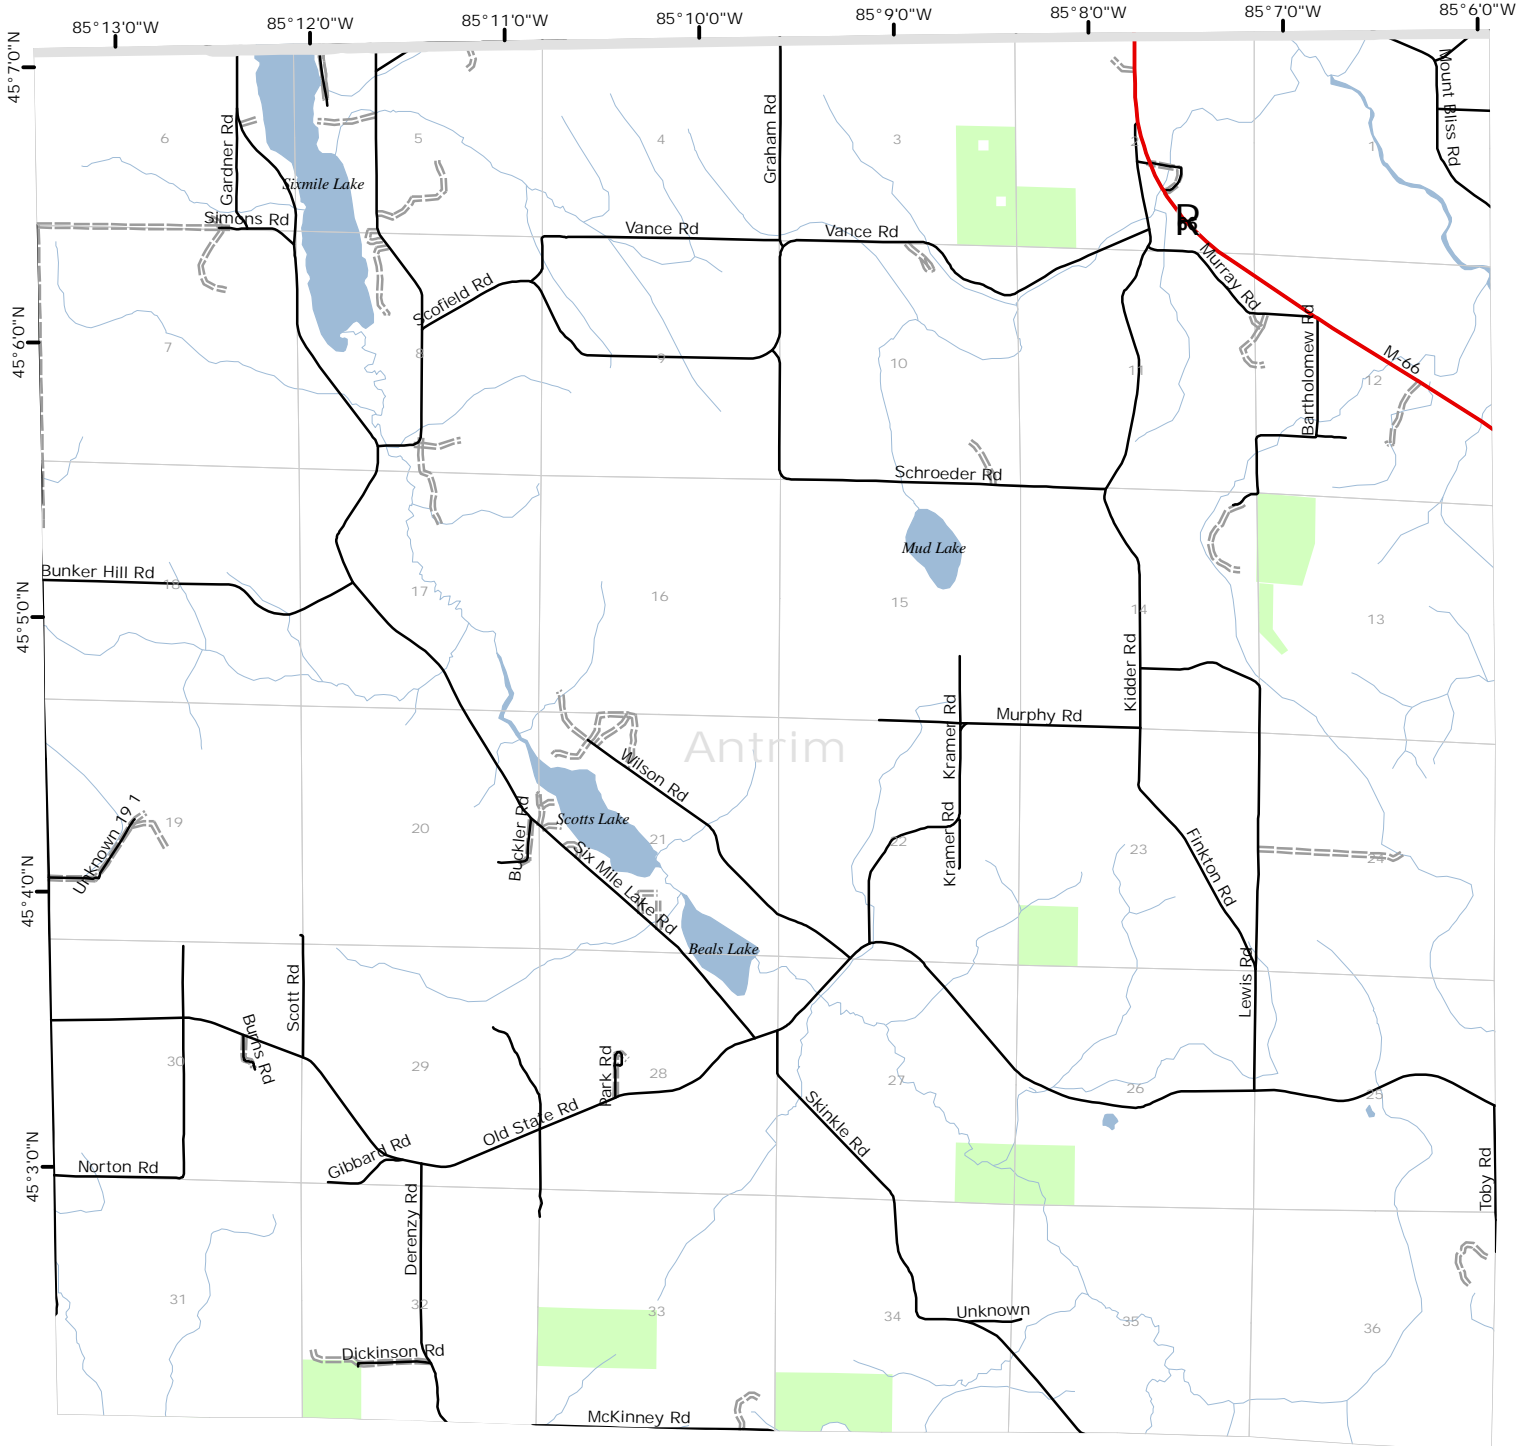 85°13'0"W
85°12'0"W
85°11'0"W
85°10'0"W
85°9'0"W
85°8'0"W
85°7'0"W
85°6'0"W
45°7'0"N
45°6'0"N
45°5'0"N
45°4'0"N
45°3'0"N
Mount Bliss Rd
Graham Rd
Gardner Rd
6
5
4
3
2
1
Sixmile Lake
Simons Rd
Vance Rd
Vance Rd
R
66
Murray Rd
Scofield Rd
Bartholomew Rd
M-66
7
8
9
10
11
12
Schroeder Rd
Mud Lake
Bunker Hill Rd
18
17
16
15
14
13
Kidder Rd
Kramer Rd
Murphy Rd
Antrim
Wilson Rd
Unknown 19 1
19
20
Buckler Rd
Scotts Lake
21
Six Mile Lake Rd
Kramer Rd
22
23
Finkton Rd
24
Beals Lake
Lewis Rd
Scott Rd
Burns Rd
30
29
Park Rd
28
27
26
25
Old State Rd
Skinkle Rd
Gibbard Rd
Norton Rd
Toby Rd
Derenzy Rd
31
32
33
34
Unknown
35
36
Dickinson Rd
McKinney Rd